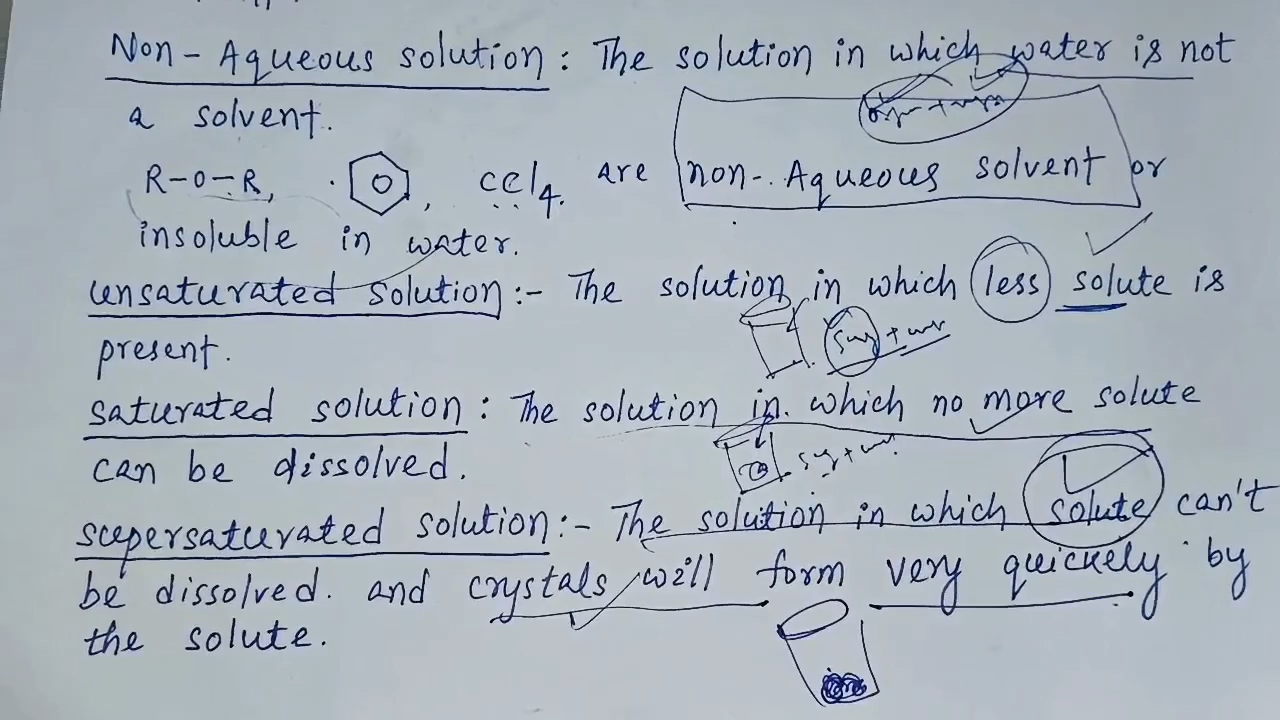 Non-Aqueous solution: The solution in which water is not
a solvent.
R-O-R, , CCl4. are non-Aqueous solvent or
insoluble in water.
unsaturated solution:- The solution in which less solute is
present.
sug + wr
saturated solution: The solution in which no more solute
can be dissolved.
supersaturated solution:- The solution in which solute can't
be dissolved. and crystals will form very quickely by
the solute.